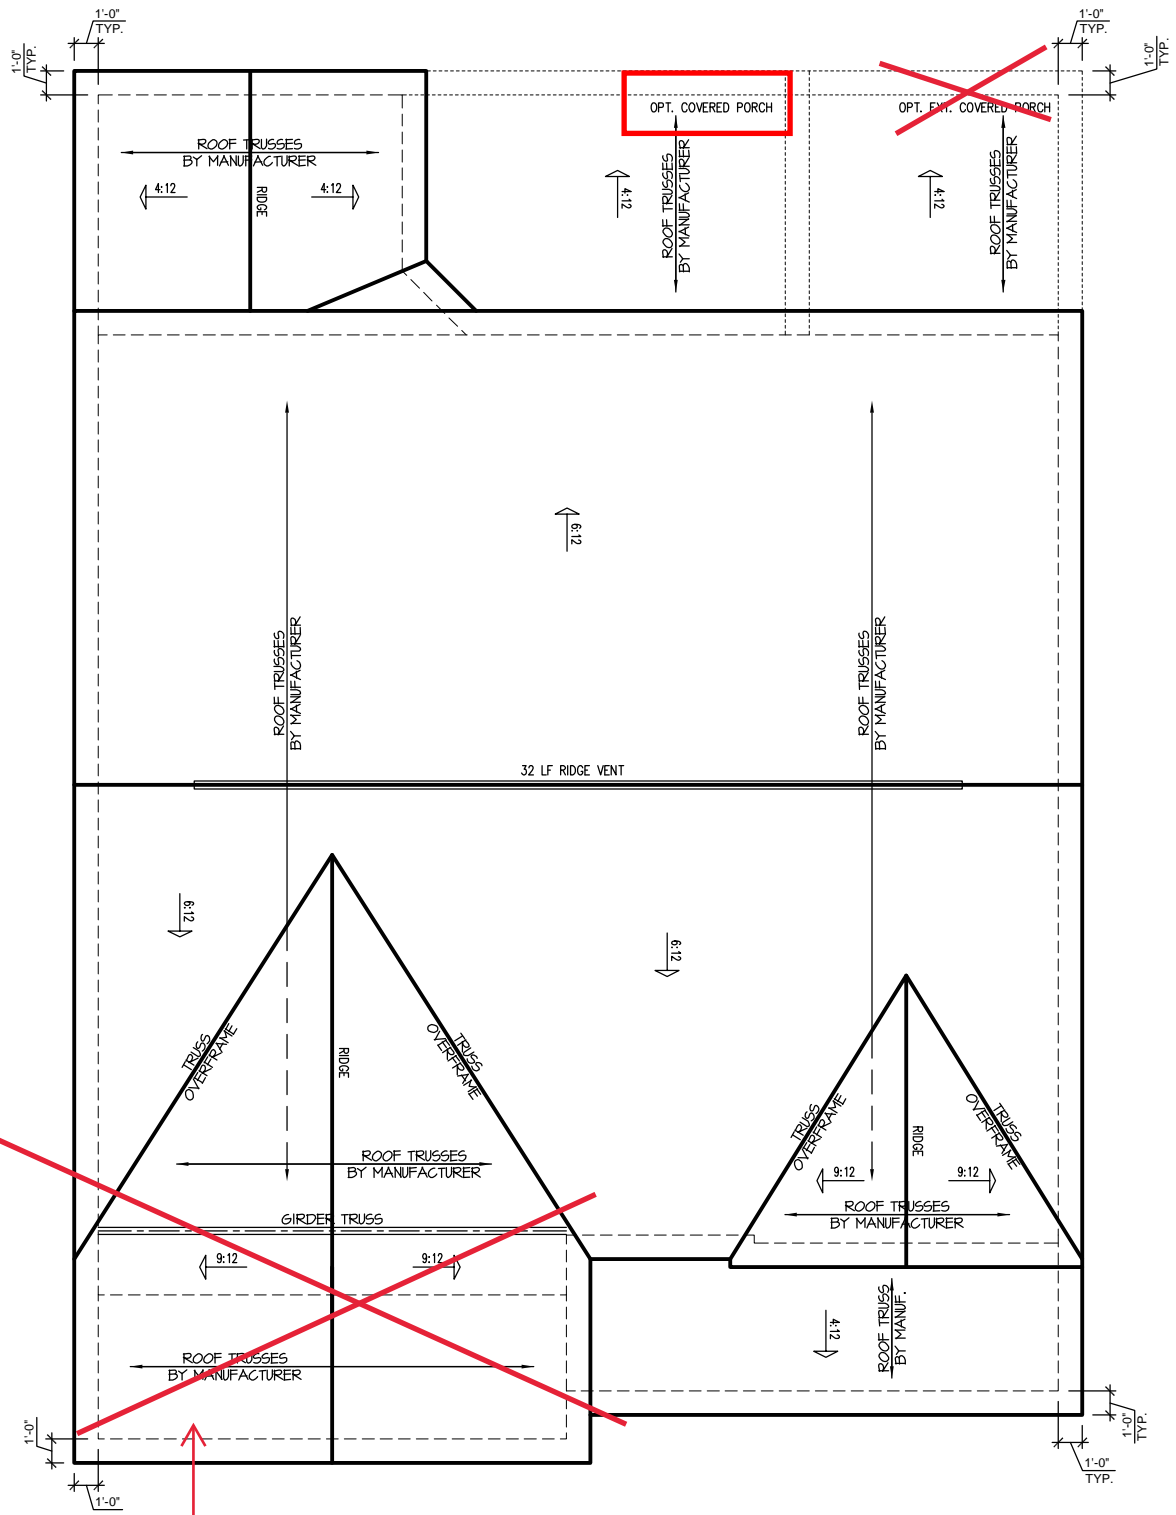 1'-0"
TYP.
1'-0"
TYP.
1'-0"
TYP.
1'-0"
TYP.
OPT. COVERED PORCH
OPT. EXT. COVERED PORCH
ROOF TRUSSES
BY MANUFACTURER
4:12
RIDGE
4:12
4:12
ROOF TRUSSES
BY MANUFACTURER
4:12
ROOF TRUSSES
BY MANUFACTURER
6:12
ROOF TRUSSES
BY MANUFACTURER
ROOF TRUSSES
BY MANUFACTURER
32 LF RIDGE VENT
6:12
6:12
TRUSS
OVERFRAME
RIDGE
TRUSS
OVERFRAME
TRUSS
OVERFRAME
RIDGE
TRUSS
OVERFRAME
ROOF TRUSSES
BY MANUFACTURER
9:12
9:12
ROOF TRUSSES
BY MANUFACTURER
GIRDER TRUSS
9:12
9:12
4:12
ROOF TRUSS
BY MANUF.
ROOF TRUSSES
BY MANUFACTURER
1'-0"
1'-0"
1'-0"
TYP.
1'-0"
TYP.